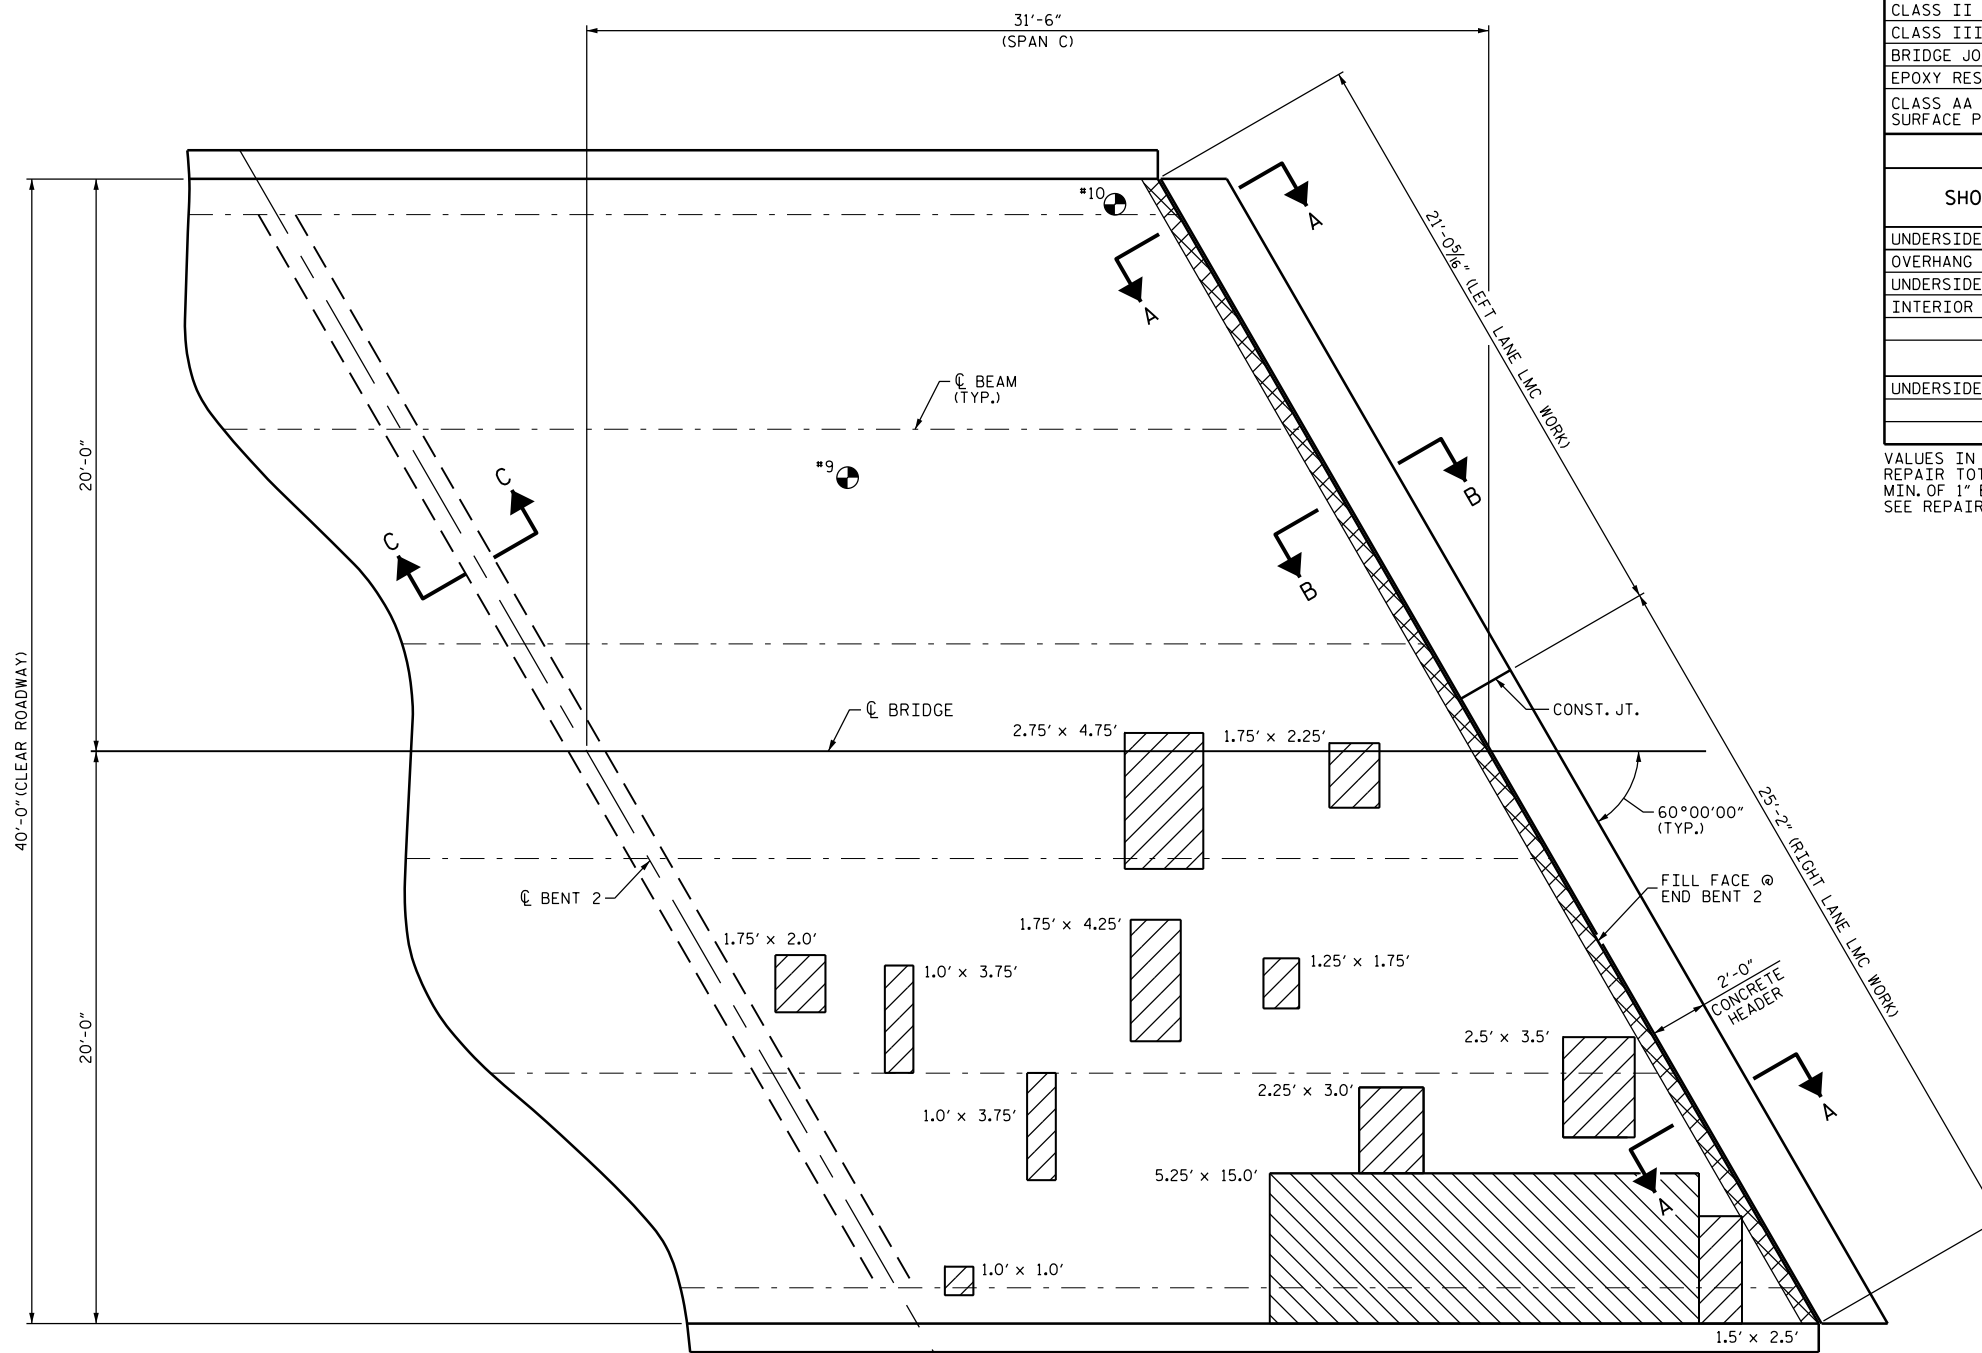 31'-6"
(SPAN C)
CLASS II
CLASS III
BRIDGE JO
EPOXY RES
CLASS AA
SURFACE P
SHO
UNDERSIDE
OVERHANG
UNDERSIDE
INTERIOR
UNDERSIDE
VALUES IN
REPAIR TOT
MIN. OF 1" E
SEE REPAIR
#10
A
A
21'-0 5/16" (LEFT LANE LMC WORK)
℄ BEAM
(TYP.)
#9
20'-0"
C
C
B
B
40'-0" (CLEAR ROADWAY)
℄ BRIDGE
CONST. JT.
2.75' x 4.75'
1.75' x 2.25'
60°00'00"
(TYP.)
25'-2" (RIGHT LANE LMC WORK)
℄ BENT 2
FILL FACE @
END BENT 2
1.75' x 4.25'
1.75' x 2.0'
1.0' x 3.75'
1.25' x 1.75'
2'-0"
CONCRETE
HEADER
20'-0"
2.5' x 3.5'
2.25' x 3.0'
1.0' x 3.75'
A
A
5.25' x 15.0'
1.0' x 1.0'
1.5' x 2.5'